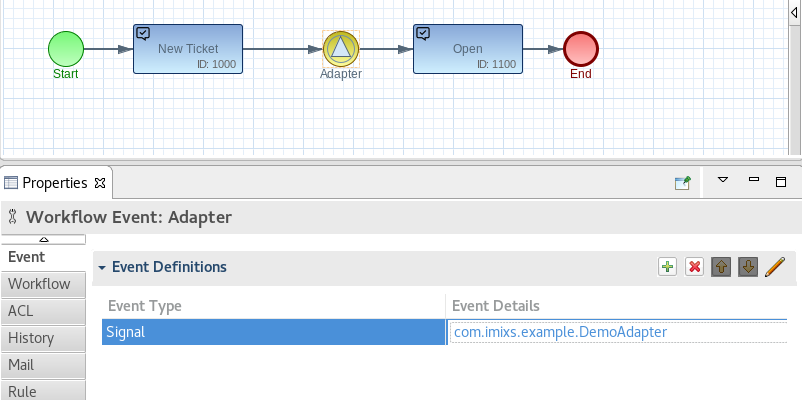 New Ticket
ID: 1000
Open
ID: 1100
Start
Adapter
End
Properties
Workflow Event: Adapter
Event
Workflow
ACL
History
Mail
Rule
Event Definitions
Event Type
Event Details
Signal
com.imixs.example.DemoAdapter